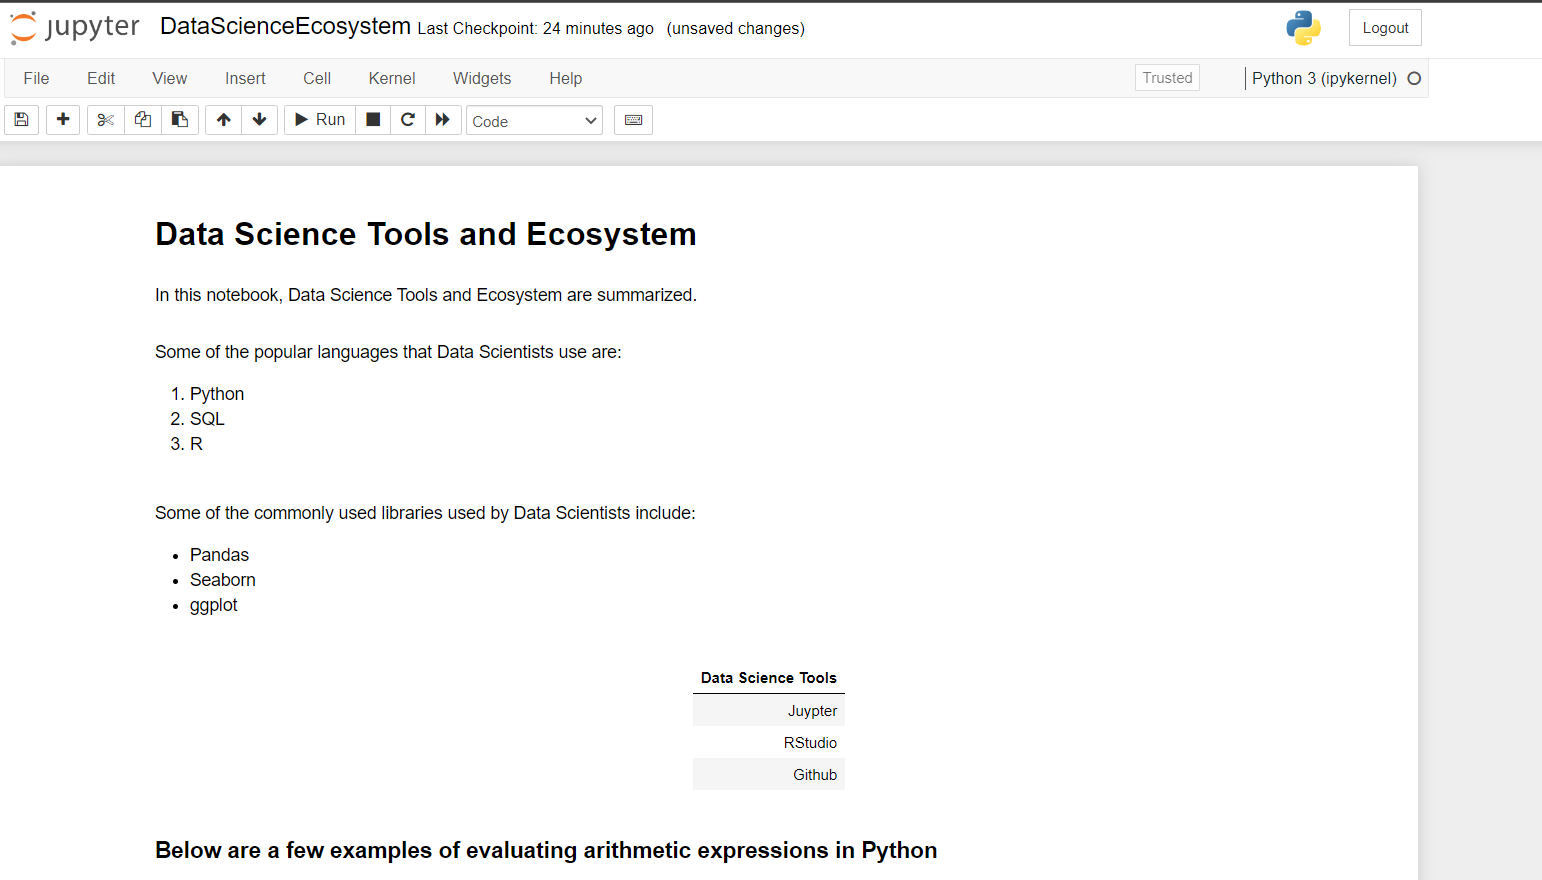 jupyter DataScienceEcosystem Last Checkpoint: 24 minutes ago (unsaved changes) Logout
File Edit View Insert Cell Kernel Widgets Help Trusted Python 3 (ipykernel)
Run Code
Data Science Tools and Ecosystem
In this notebook, Data Science Tools and Ecosystem are summarized.
Some of the popular languages that Data Scientists use are:
1. Python
2. SQL
3. R
Some of the commonly used libraries used by Data Scientists include:
• Pandas
• Seaborn
• ggplot
Data Science Tools
Juypter
RStudio
Github
Below are a few examples of evaluating arithmetic expressions in Python